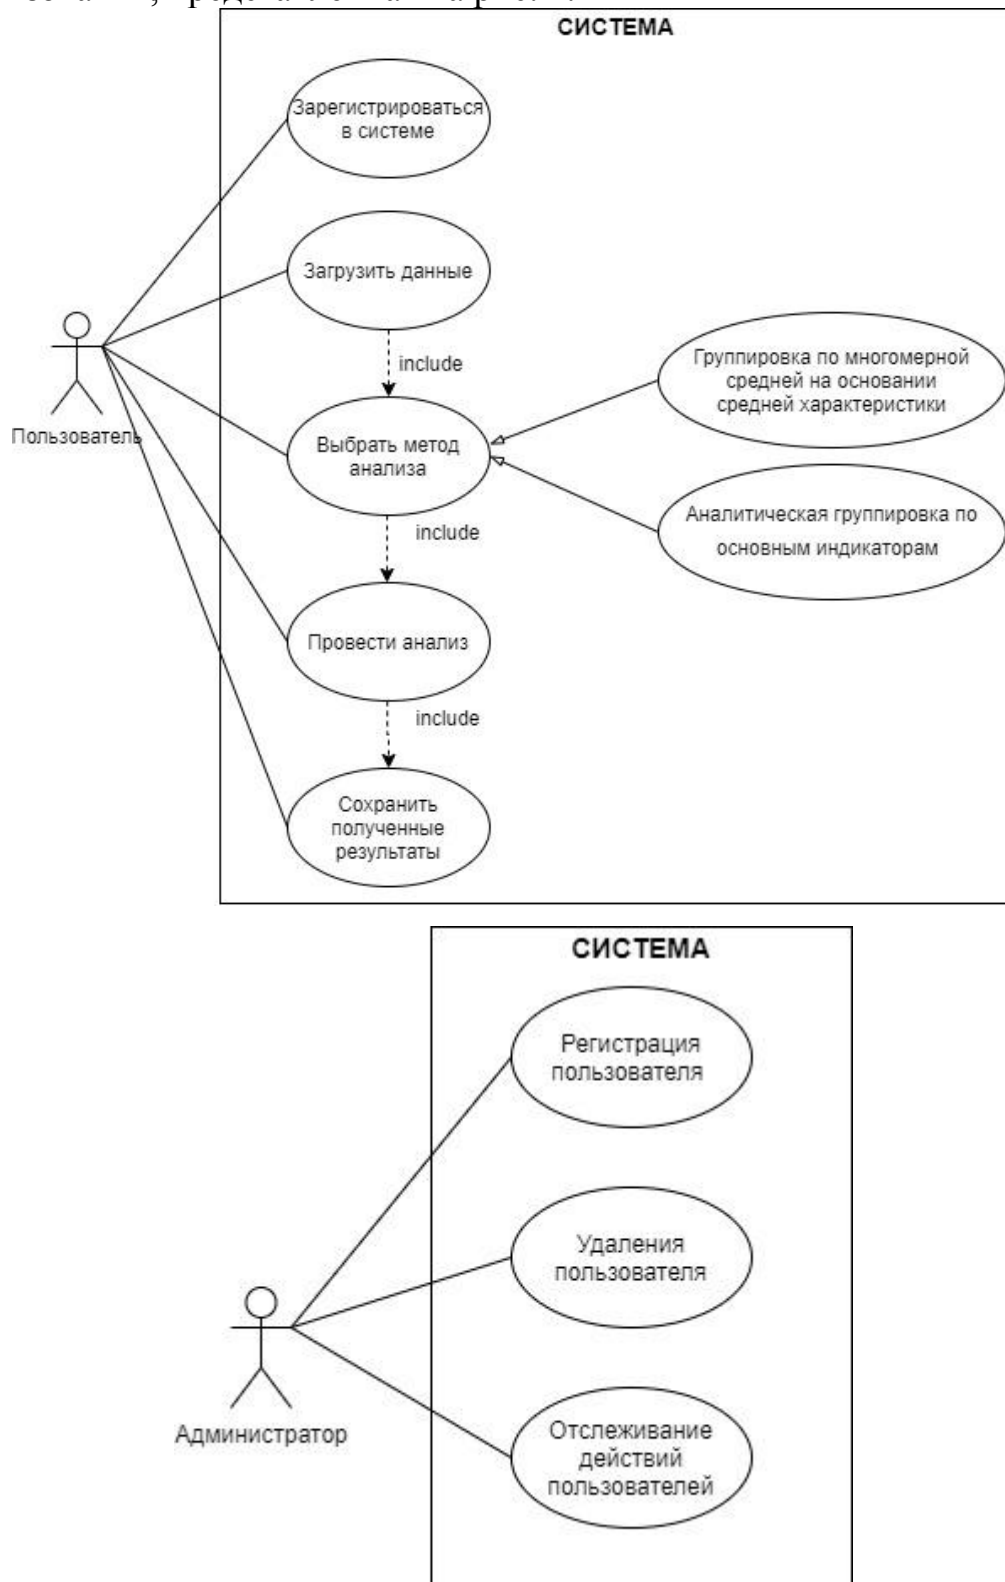 СИСТЕМА
Зарегистрироваться
в системе
Загрузить данные
include
Группировка по многомерной
средней на основании
средней характеристики
Пользователь
Выбрать метод
анализа
Аналитическая группировка по
основным индикаторам
include
Провести анализ
include
Сохранить
полученные
результаты
СИСТЕМА
Регистрация
пользователя
Удаления
пользователя
Администратор
Отслеживание
действий
пользователей